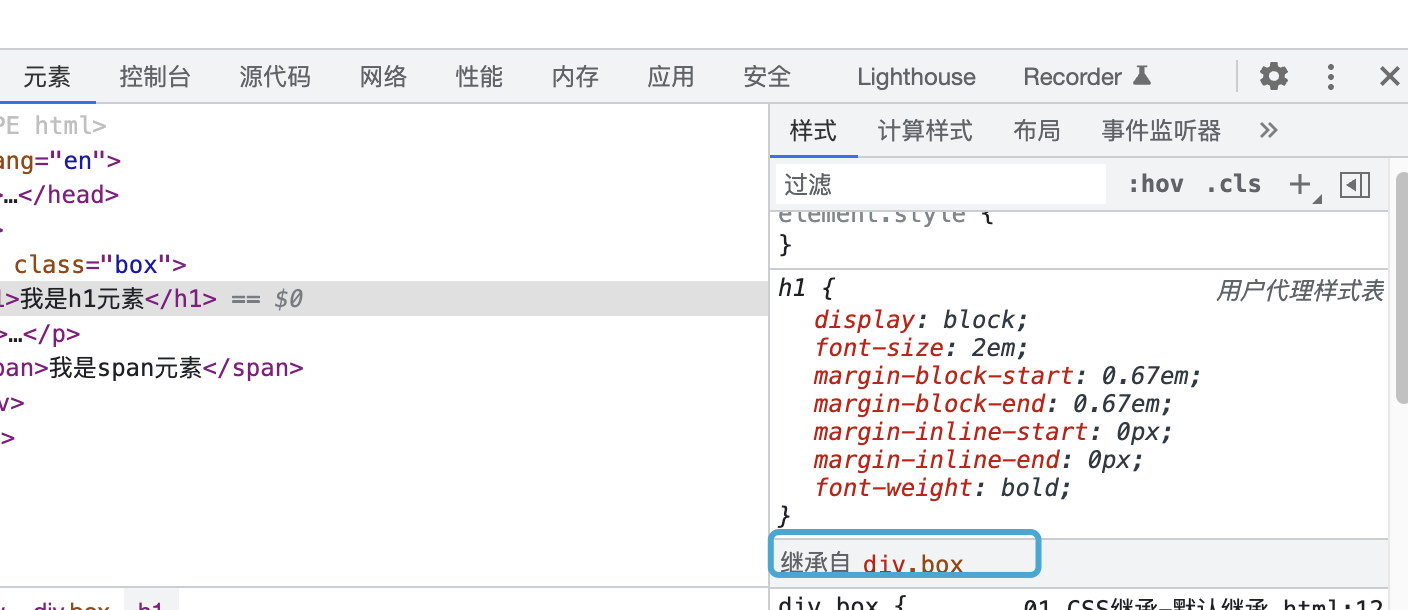 元素 控制台 源代码 网络 性能 内存 应用 安全 Lighthouse Recorder
PE html>
ang="en">
>…</head>
>
class="box">
1>我是h1元素</h1> == $0
>…</p>
pan>我是span元素</span>
v>
>
div.box h1
样式 计算样式 布局 事件监听器 »
过滤 :hov .cls +
element.style {
}
h1 { 用户代理样式表
display: block;
font-size: 2em;
margin-block-start: 0.67em;
margin-block-end: 0.67em;
margin-inline-start: 0px;
margin-inline-end: 0px;
font-weight: bold;
}
继承自 div.box
div.box { 01_CSS继承-默认继承.html:12